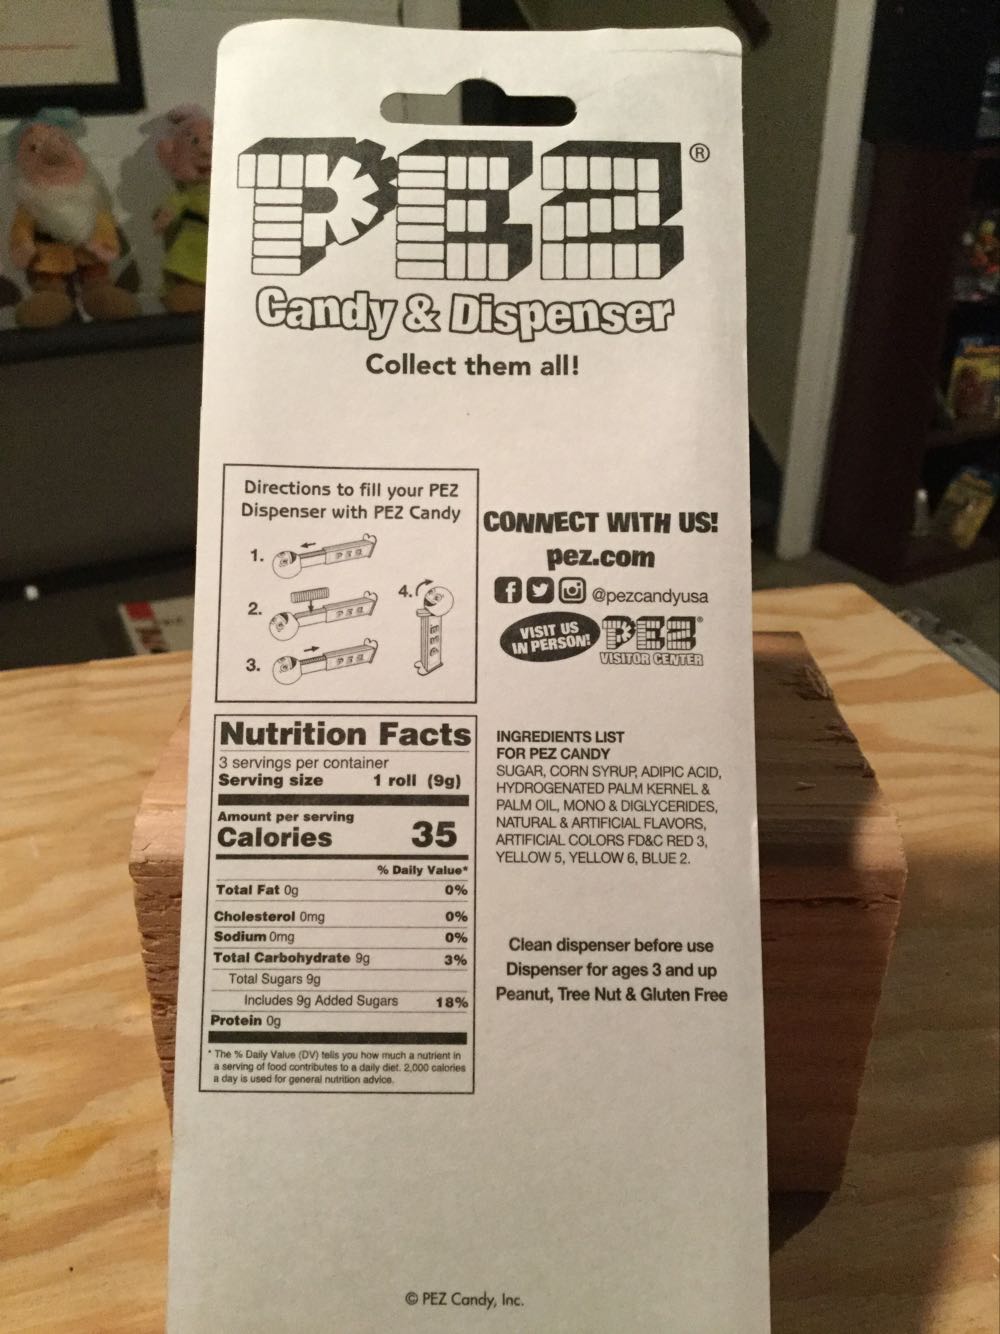 PEZ®
Candy & Dispenser
Collect them all!
Directions to fill your PEZ
Dispenser with PEZ Candy
1.
PEZ
2.
PEZ
3.
PEZ
4.
PEZ
CONNECT WITH US!
pez.com
@pezcandyusa
VISIT US
IN PERSON!
PEZ®
VISITOR CENTER
Nutrition Facts
3 servings per container
Serving size 1 roll (9g)
Amount per serving
Calories 35
% Daily Value*
Total Fat 0g 0%
Cholesterol 0mg 0%
Sodium 0mg 0%
Total Carbohydrate 9g 3%
Total Sugars 9g
Includes 9g Added Sugars 18%
Protein 0g
* The % Daily Value (DV) tells you how much a nutrient in
a serving of food contributes to a daily diet. 2,000 calories
a day is used for general nutrition advice.
INGREDIENTS LIST
FOR PEZ CANDY
SUGAR, CORN SYRUP, ADIPIC ACID,
HYDROGENATED PALM KERNEL &
PALM OIL, MONO & DIGLYCERIDES,
NATURAL & ARTIFICIAL FLAVORS,
ARTIFICIAL COLORS FD&C RED 3,
YELLOW 5, YELLOW 6, BLUE 2.
Clean dispenser before use
Dispenser for ages 3 and up
Peanut, Tree Nut & Gluten Free
© PEZ Candy, Inc.